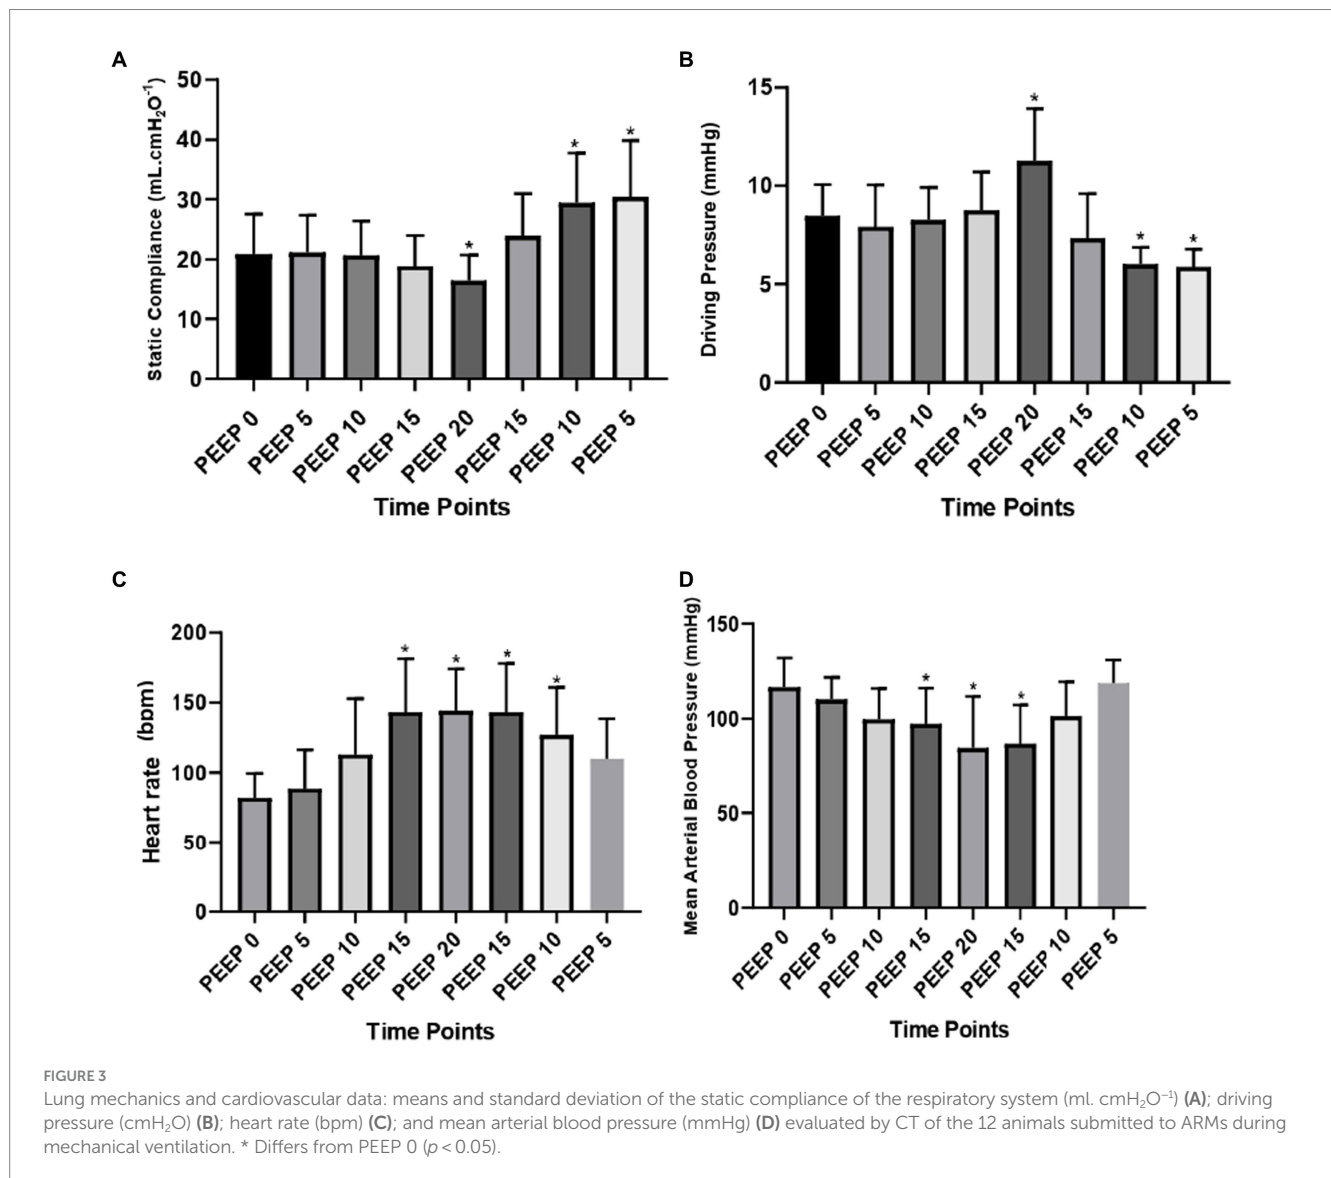 A
Static Compliance (mL.cmH₂O⁻¹)
50
40
30
20
10
0
PEEP 0
PEEP 5
PEEP 10
PEEP 15
PEEP 20
PEEP 15
PEEP 10
PEEP 5
* * *
Time Points
B
Driving Pressure (mmHg)
15
10
5
0
PEEP 0
PEEP 5
PEEP 10
PEEP 15
PEEP 20
PEEP 15
PEEP 10
PEEP 5
* * *
Time Points
C
Heart rate (bpm)
200
150
100
50
0
PEEP 0
PEEP 5
PEEP 10
PEEP 15
PEEP 20
PEEP 15
PEEP 10
PEEP 5
* * * *
Time Points
D
Mean Arterial Blood Pressure (mmHg)
150
100
50
0
PEEP 0
PEEP 5
PEEP 10
PEEP 15
PEEP 20
PEEP 15
PEEP 10
PEEP 5
* * *
Time Points
FIGURE 3
Lung mechanics and cardiovascular data: means and standard deviation of the static compliance of the respiratory system (ml. cmH₂O⁻¹) (A); driving
pressure (cmH₂O) (B); heart rate (bpm) (C); and mean arterial blood pressure (mmHg) (D) evaluated by CT of the 12 animals submitted to ARMs during
mechanical ventilation. * Differs from PEEP 0 (p < 0.05).